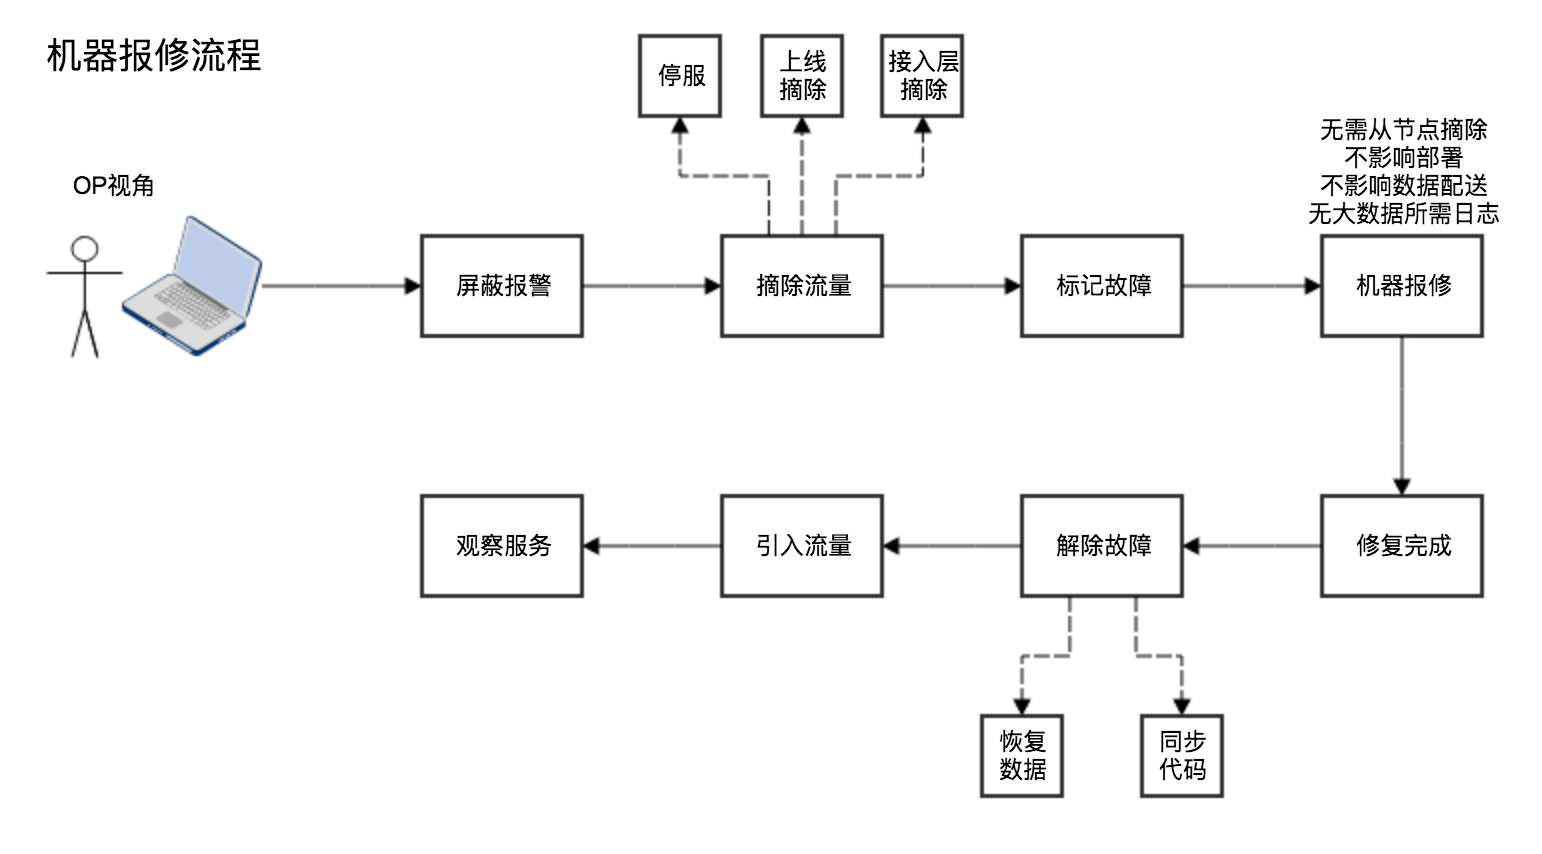 机器报修流程
停服
上线
摘除
接入层
摘除
无需从节点摘除
不影响部署
不影响数据配送
无大数据所需日志
OP视角
屏蔽报警
摘除流量
标记故障
机器报修
观察服务
引入流量
解除故障
修复完成
恢复
数据
同步
代码